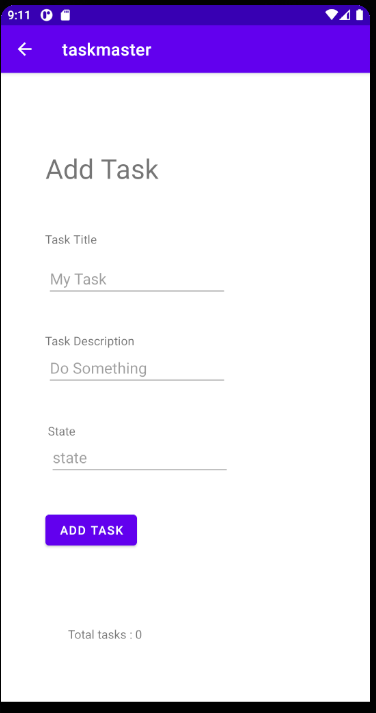 9:11
taskmaster
Add Task
Task Title
My Task
Task Description
Do Something
State
state
ADD TASK
Total tasks : 0